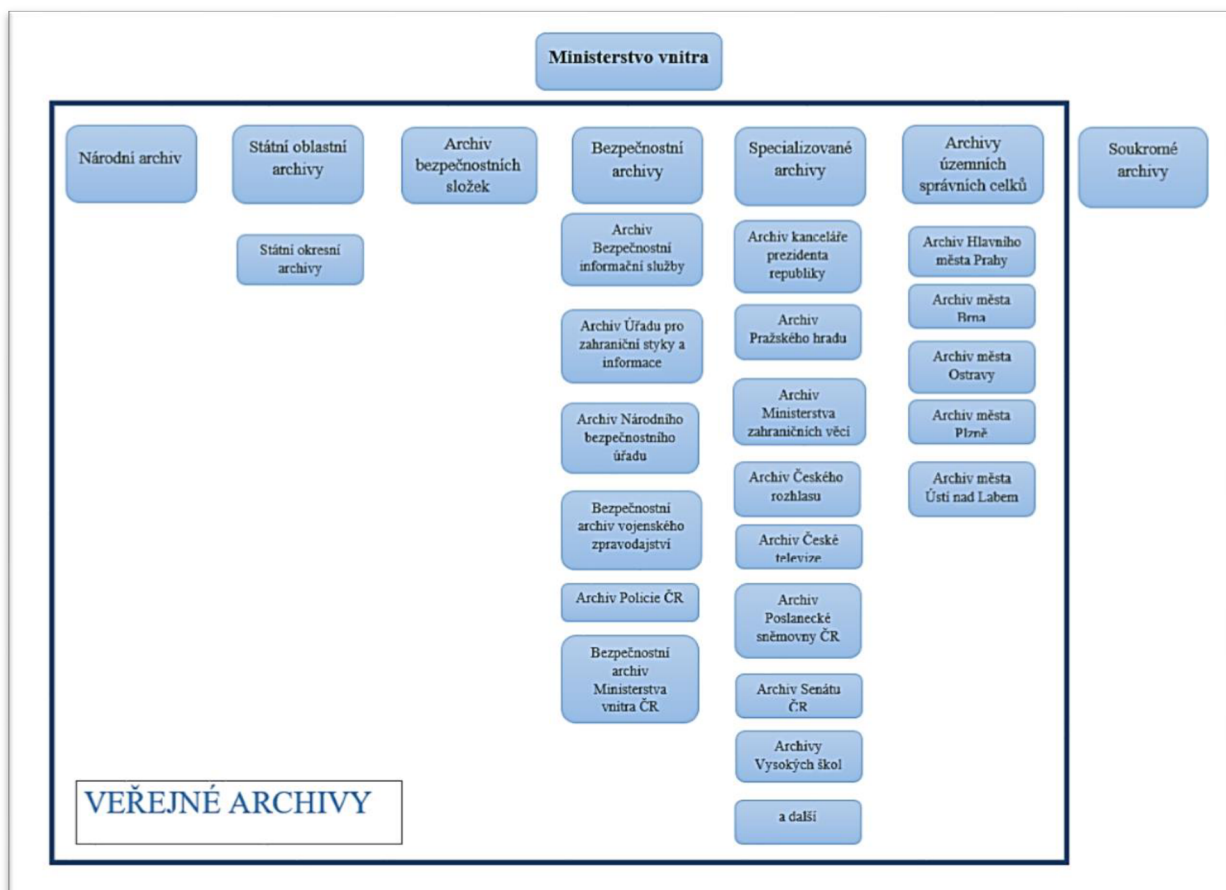 Ministerstvo vnitra
Národní archiv
Státní oblastní
archivy
Státní okresní
archivy
Archiv
bezpečnostních
složek
Bezpečnostní
archivy
Archiv
Bezpečnostní
informační služby
Archiv Úřadu pro
zahraniční styky a
informace
Archiv Národního
bezpečnostního
úřadu
Bezpečnostní
archiv vojenského
zpravodajství
Archiv Policie ČR
Bezpečnostní
archiv
Ministerstva
vnitra ČR
Specializované
archivy
Archiv kanceláře
prezidenta
republiky
Archiv
Pražského hradu
Archiv
Ministerstva
zahraničních věcí
Archiv Českého
rozhlasu
Archiv České
televize
Archiv
Poslanecké
sněmovny ČR
Archiv Senátu
ČR
Archivy
Vysokých škol
a další
Archivy
územních
správních celků
Archiv Hlavního
města Prahy
Archiv města
Brna
Archiv města
Ostravy
Archiv města
Plzně
Archiv města
Ústí nad Labem
Soukromé
archivy
VEŘEJNÉ ARCHIVY